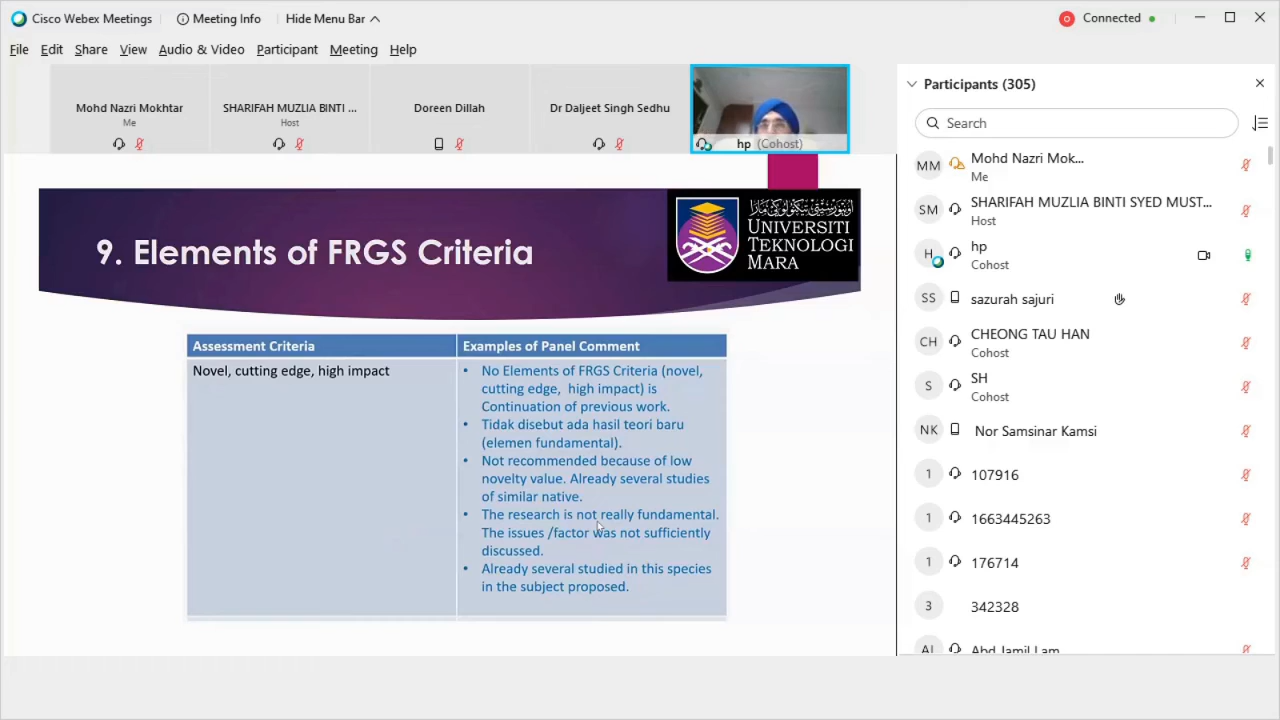 Cisco Webex Meetings
Meeting Info
Hide Menu Bar
Connected
File Edit Share View Audio & Video Participant Meeting Help
Mohd Nazri Mokhtar
Me
SHARIFAH MUZLIA BINTI ...
Host
Doreen Dillah
Dr Daljeet Singh Sedhu
hp (Cohost)
9. Elements of FRGS Criteria
UNIVERSITI
TEKNOLOGI
MARA
Assessment Criteria
Examples of Panel Comment
Novel, cutting edge, high impact
• No Elements of FRGS Criteria (novel,
cutting edge, high impact) is
Continuation of previous work.
• Tidak disebut ada hasil teori baru
(elemen fundamental).
• Not recommended because of low
novelty value. Already several studies
of similar native.
• The research is not really fundamental.
The issues /factor was not sufficiently
discussed.
• Already several studied in this species
in the subject proposed.
Participants (305)
Search
MM
Mohd Nazri Mok...
Me
SM
SHARIFAH MUZLIA BINTI SYED MUST...
Host
H
hp
Cohost
SS
sazurah sajuri
CH
CHEONG TAU HAN
Cohost
S
SH
Cohost
NK
Nor Samsinar Kamsi
1
107916
1
1663445263
1
176714
3
342328
AJ
Abd Jamil Lam